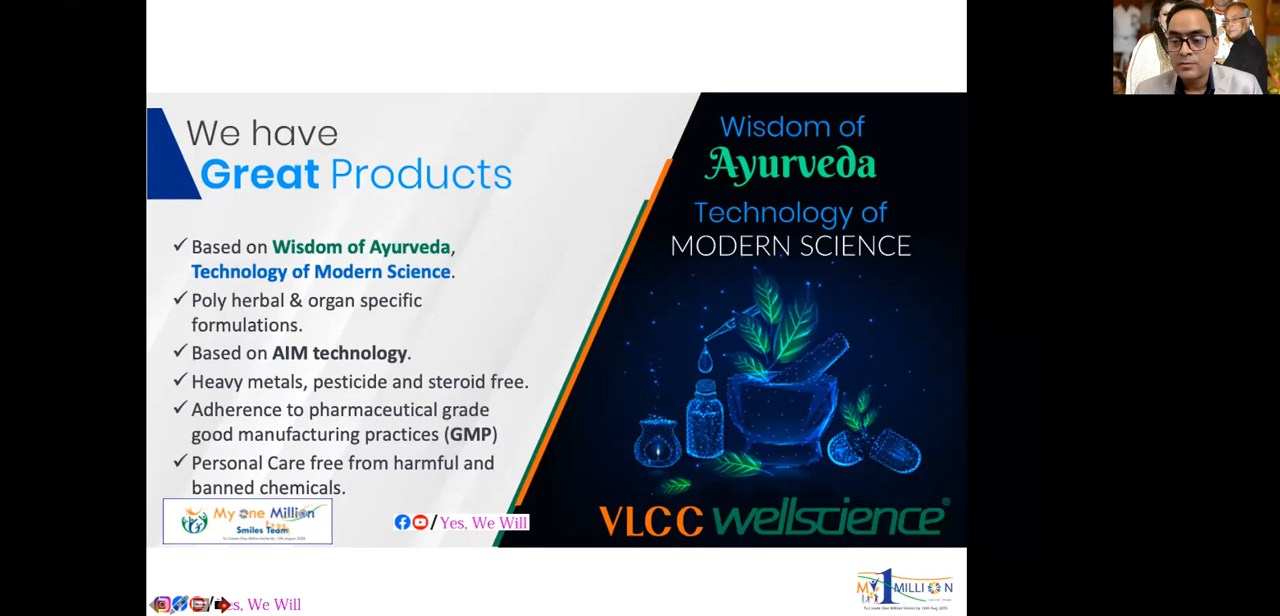 We have
Great Products
Based on Wisdom of Ayurveda,
Technology of Modern Science.
Poly herbal & organ specific
formulations.
Based on AIM technology.
Heavy metals, pesticide and steroid free.
Adherence to pharmaceutical grade
good manufacturing practices (GMP)
Personal Care free from harmful and
banned chemicals.
My One Million
Smiles Team
/ Yes, We Will
Wisdom of
Ayurveda
Technology of
MODERN SCIENCE
VLCC wellscience®
MY 1 MILLION
Yes, We Will